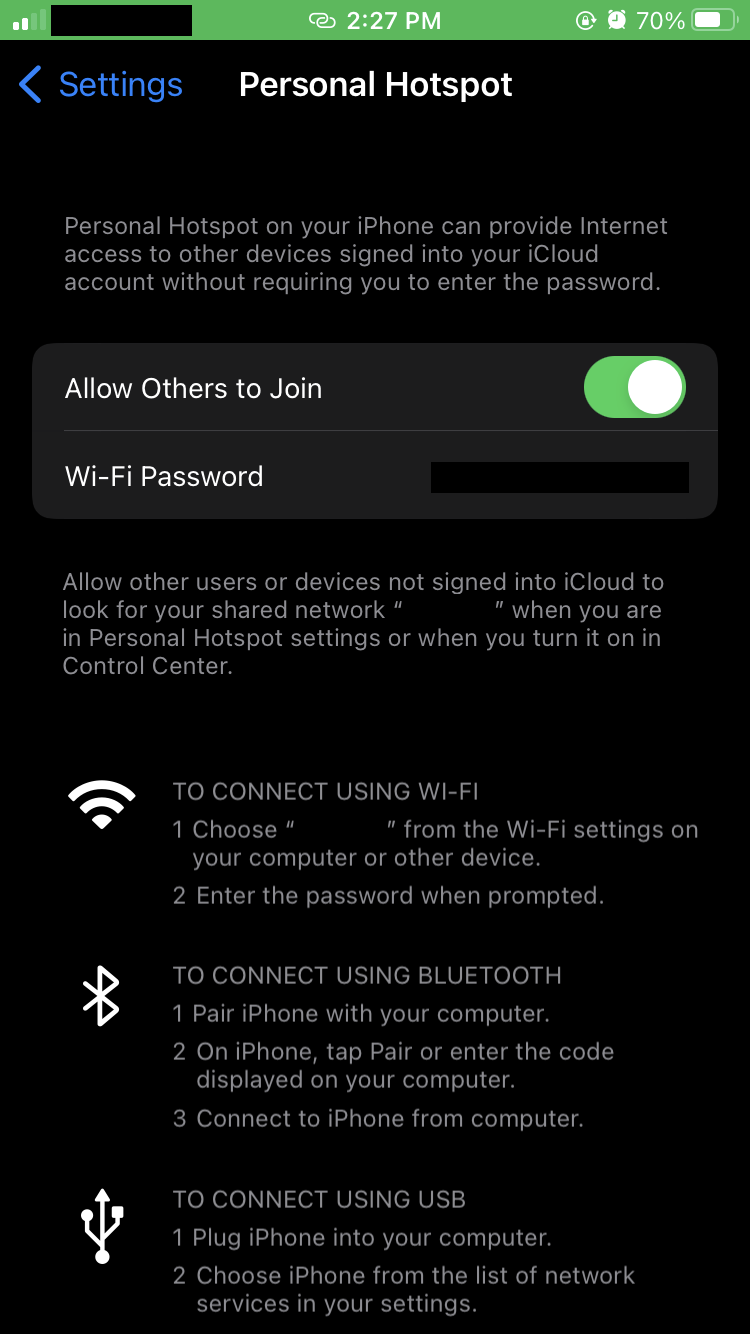 2:27 PM 70%
Settings Personal Hotspot
Personal Hotspot on your iPhone can provide Internet
access to other devices signed into your iCloud
account without requiring you to enter the password.
Allow Others to Join
Wi-Fi Password
Allow other users or devices not signed into iCloud to
look for your shared network “ ” when you are
in Personal Hotspot settings or when you turn it on in
Control Center.
TO CONNECT USING WI-FI
1 Choose “ ” from the Wi-Fi settings on
your computer or other device.
2 Enter the password when prompted.
TO CONNECT USING BLUETOOTH
1 Pair iPhone with your computer.
2 On iPhone, tap Pair or enter the code
displayed on your computer.
3 Connect to iPhone from computer.
TO CONNECT USING USB
1 Plug iPhone into your computer.
2 Choose iPhone from the list of network
services in your settings.